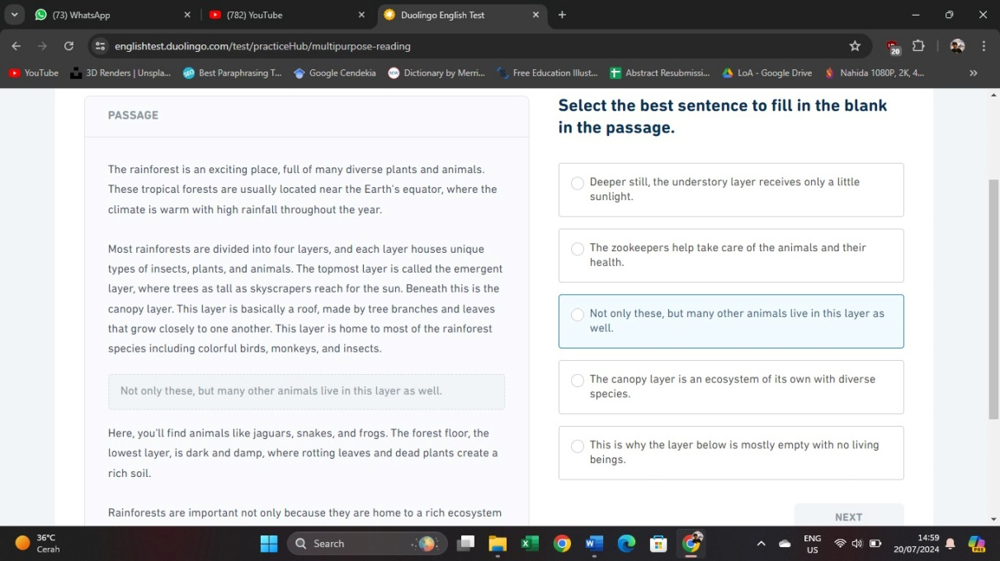 (73) WhatsApp
(782) YouTube
Duolingo English Test
englishtest.duolingo.com/test/practiceHub/multipurpose-reading
20
YouTube
3D Renders | Unspla...
Best Paraphrasing T...
Google Cendekia
Dictionary by Merri...
Free Education Illust...
Abstract Resubmissi...
LoA - Google Drive
Nahida 1080P, 2K, 4...
PASSAGE
The rainforest is an exciting place, full of many diverse plants and animals.
These tropical forests are usually located near the Earth's equator, where the
climate is warm with high rainfall throughout the year.
Most rainforests are divided into four layers, and each layer houses unique
types of insects, plants, and animals. The topmost layer is called the emergent
layer, where trees as tall as skyscrapers reach for the sun. Beneath this is the
canopy layer. This layer is basically a roof, made by tree branches and leaves
that grow closely to one another. This layer is home to most of the rainforest
species including colorful birds, monkeys, and insects.
Not only these, but many other animals live in this layer as well.
Here, you'll find animals like jaguars, snakes, and frogs. The forest floor, the
lowest layer, is dark and damp, where rotting leaves and dead plants create a
rich soil.
Rainforests are important not only because they are home to a rich ecosystem
Select the best sentence to fill in the blank
in the passage.
Deeper still, the understory layer receives only a little
sunlight.
The zookeepers help take care of the animals and their
health.
Not only these, but many other animals live in this layer as
well.
The canopy layer is an ecosystem of its own with diverse
species.
This is why the layer below is mostly empty with no living
beings.
NEXT
36°C
Cerah
Search
ENG
US
14:59
20/07/2024
PRE